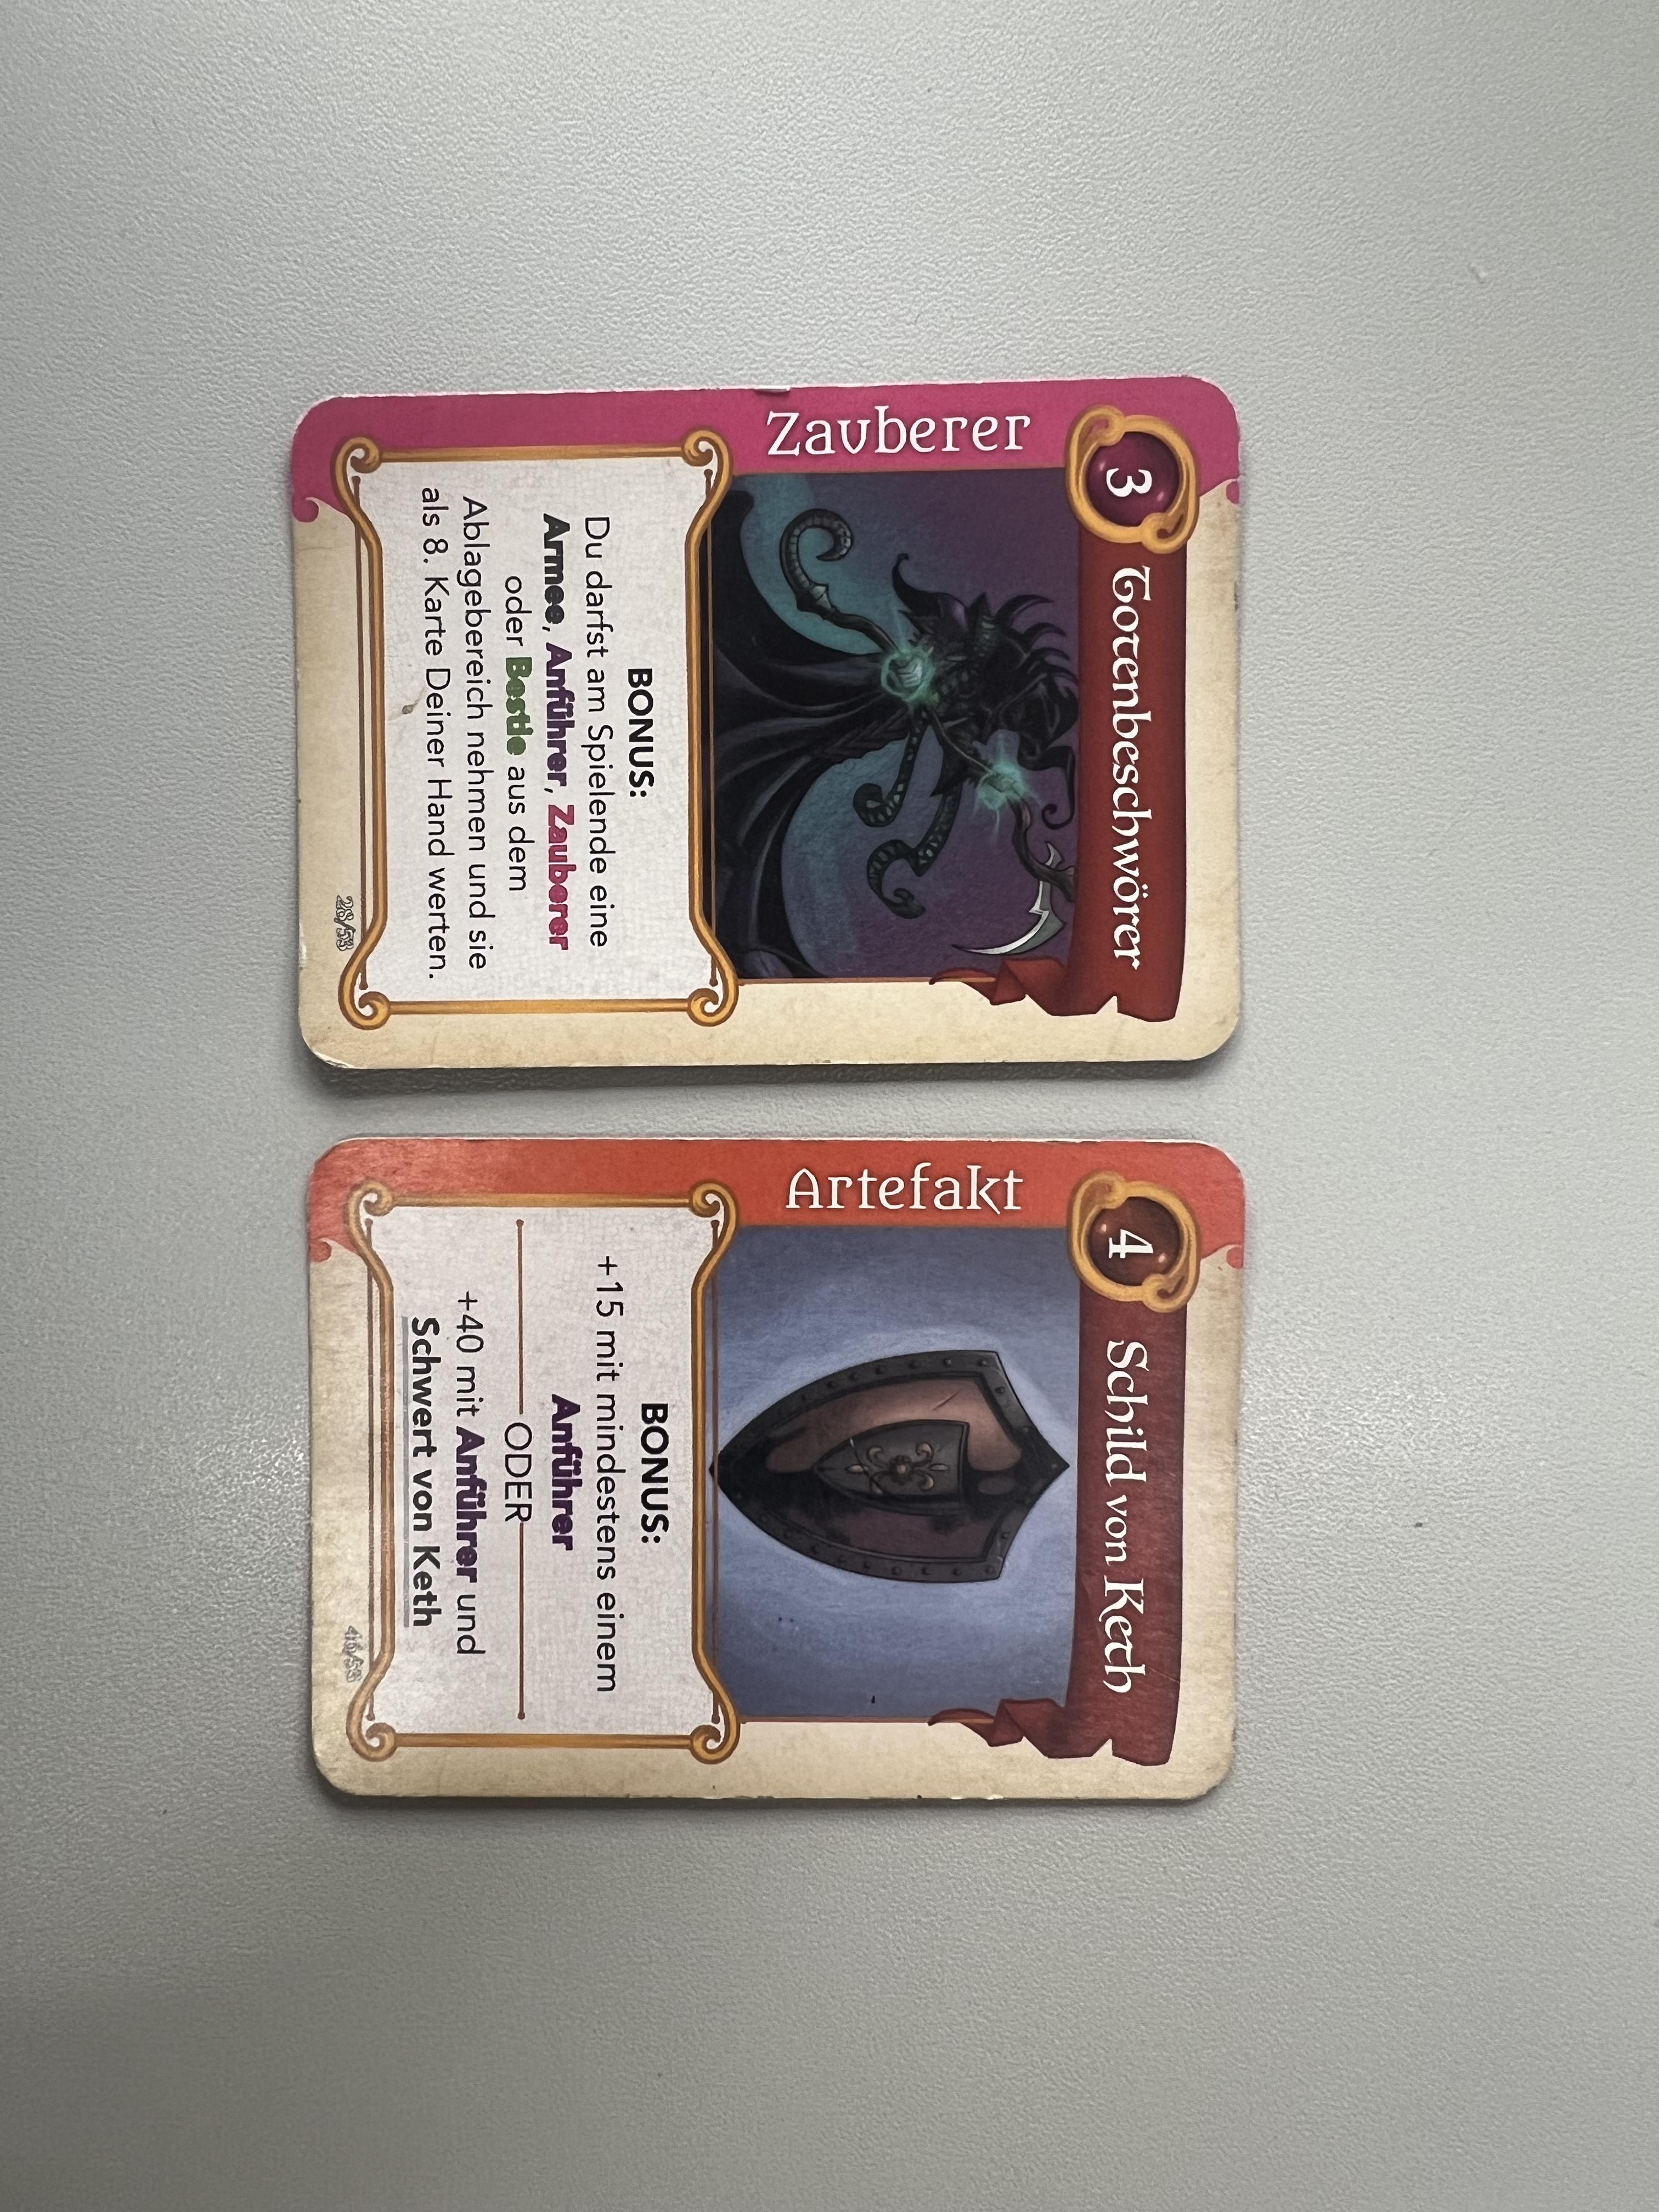 3
Totenbeschwörer
Zauberer
BONUS:
Du darfst am Spielende eine
Armee, Anführer, Zauberer
oder Bestie aus dem
Ablagebereich nehmen und sie
als 8. Karte Deiner Hand werten.
28/53
4
Schild von Keth
Artefakt
BONUS:
+15 mit mindestens einem
Anführer
ODER
+40 mit Anführer und
Schwert von Keth
46/53